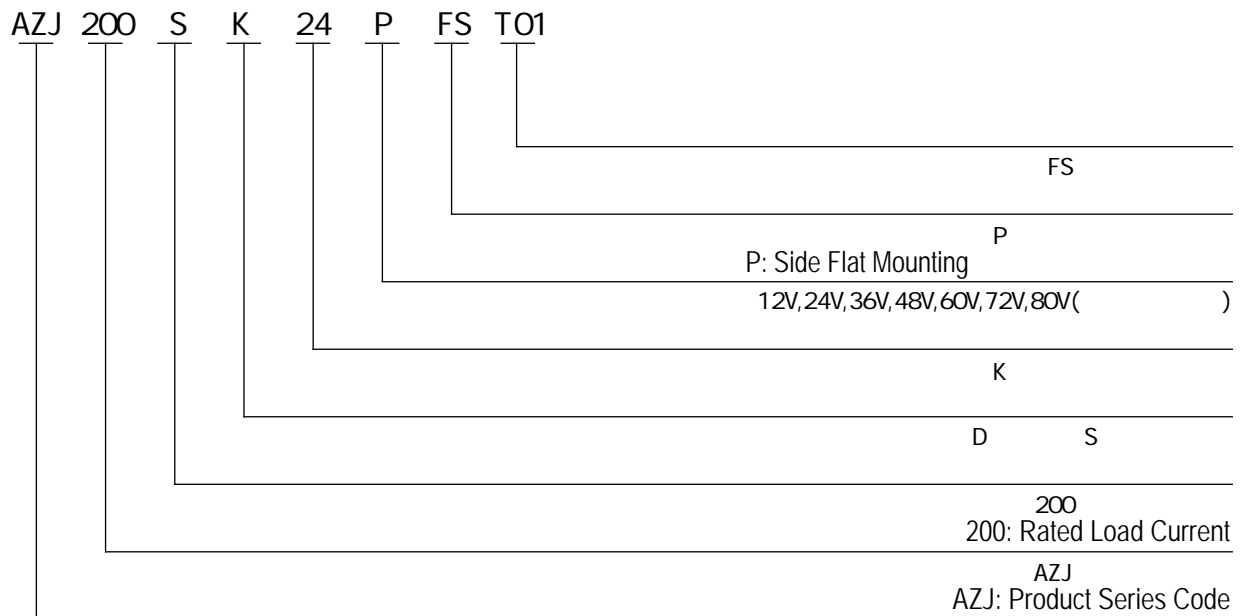 AZJ 200 S K 24 P FS T01
FS
P
P: Side Flat Mounting
12V,24V,36V,48V,60V,72V,80V( )
K
D S
200
200: Rated Load Current
AZJ
AZJ: Product Series Code